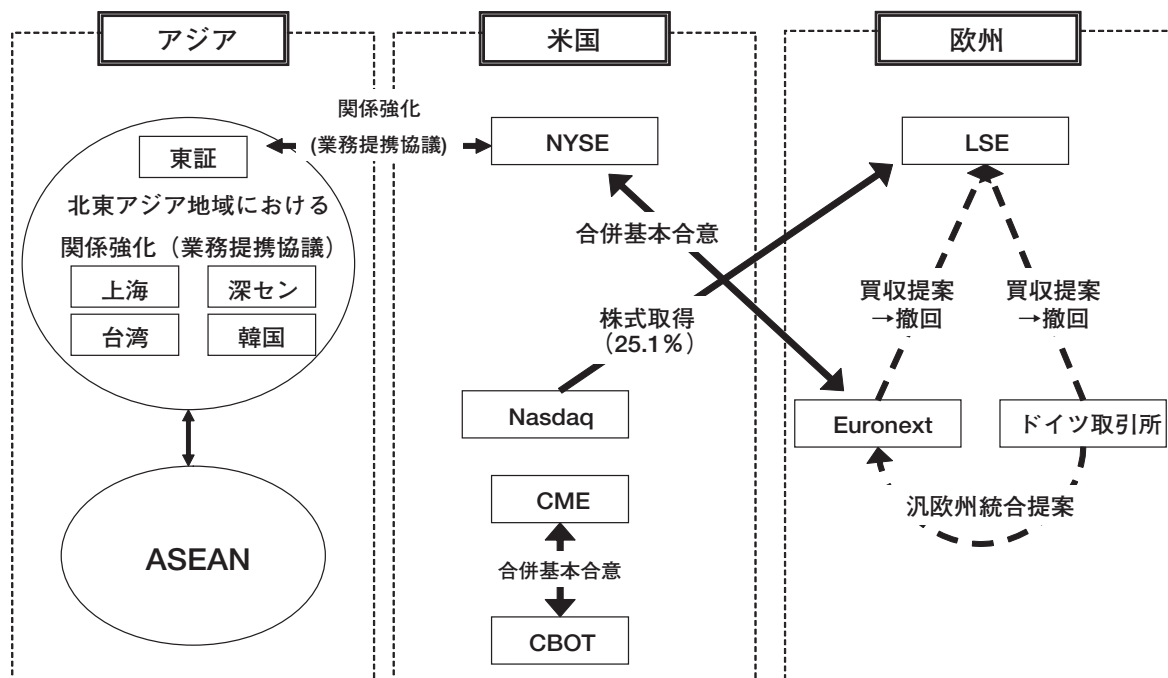 アジア
米国
欧州
関係強化
(業務提携協議)
東証
北東アジア地域における
関係強化（業務提携協議）
上海
深セン
台湾
韓国
ASEAN
NYSE
合併基本合意
株式取得
（25.1％）
Nasdaq
CME
合併基本合意
CBOT
LSE
買収提案
→撤回
買収提案
→撤回
Euronext
ドイツ取引所
汎欧州統合提案